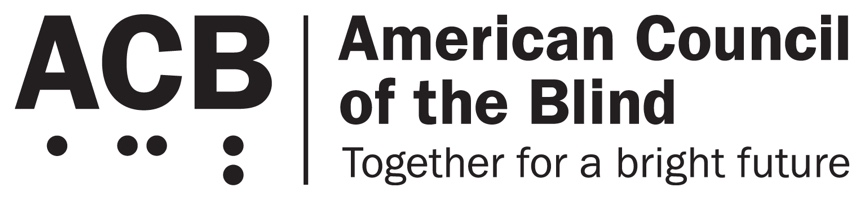 ACB
⠁⠉⠃
American Council
of the Blind
Together for a bright future